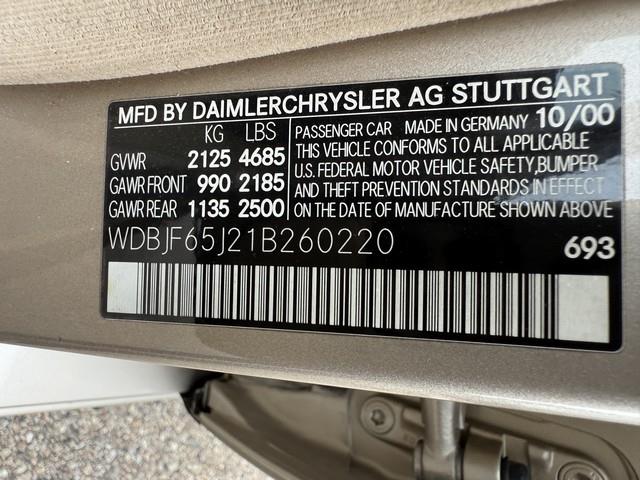 MFD BY DAIMLERCHRYSLER AG STUTTGART
KG LBS
GVWR 2125 4685
GAWR FRONT 990 2185
GAWR REAR 1135 2500
PASSENGER CAR MADE IN GERMANY 10/00
THIS VEHICLE CONFORMS TO ALL APPLICABLE
U.S. FEDERAL MOTOR VEHICLE SAFETY, BUMPER
AND THEFT PREVENTION STANDARDS IN EFFECT
ON THE DATE OF MANUFACTURE SHOWN ABOVE
WDBJF65J21B260220
693